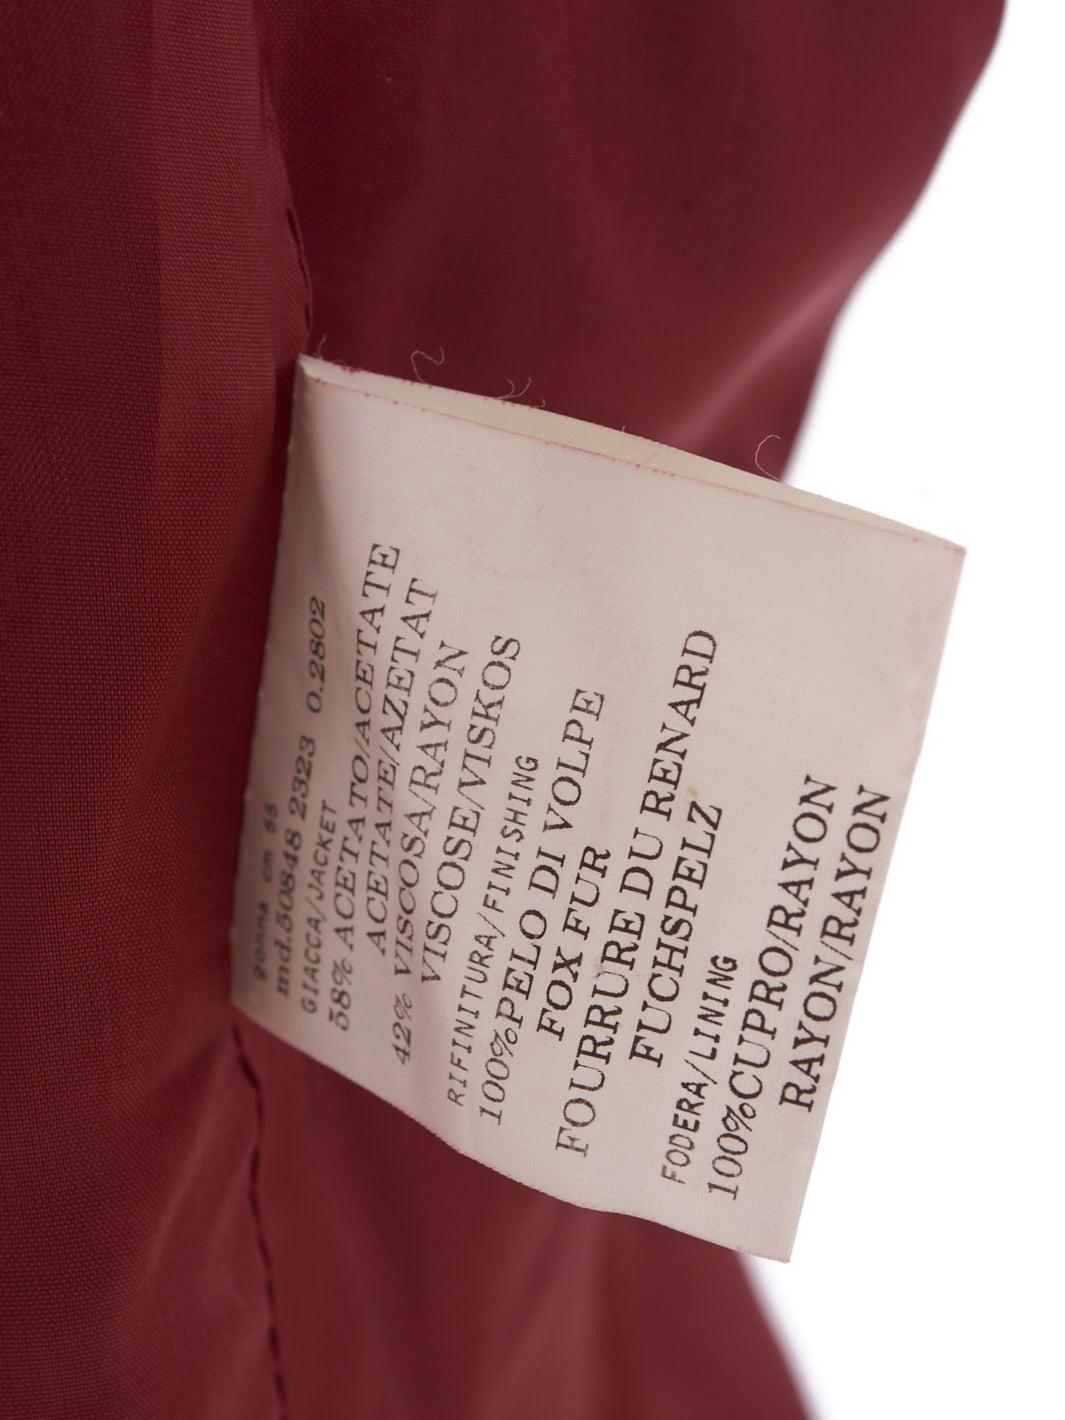 gonna cm 65
md.50848 2323 0.2802
GIACCA/JACKET
58% ACETATO/ACETATE
ACETATE/AZETAT
42% VISCOSA/RAYON
VISCOSE/VISKOS
RIFINITURA/FINISHING
100%PELO DI VOLPE
FOX FUR
FOURRURE DU RENARD
FUCHSPELZ
FODERA/LINING
100%CUPRO/RAYON
RAYON/RAYON